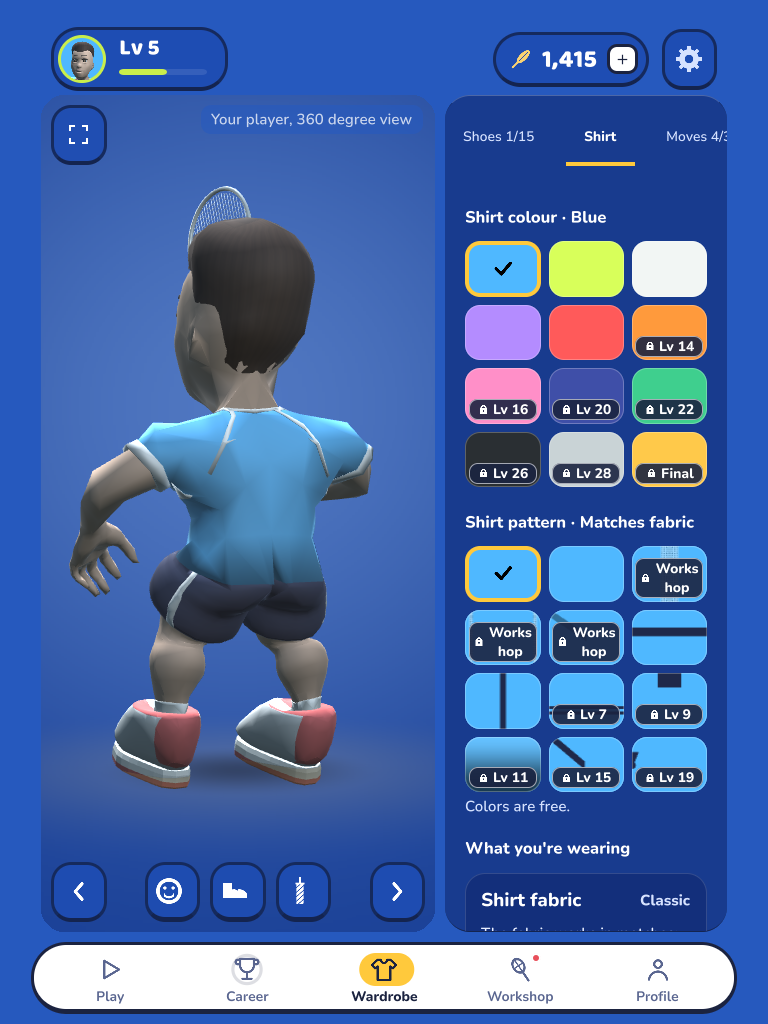 Lv 5
1,415
Your player, 360 degree view
Shoes 1/15
Shirt
Moves 4/3
Shirt colour · Blue
Lv 14
Lv 16
Lv 20
Lv 22
Lv 26
Lv 28
Final
Shirt pattern · Matches fabric
Works
hop
Works
hop
Works
hop
Lv 7
Lv 9
Lv 11
Lv 15
Lv 19
Colors are free.
What you're wearing
Shirt fabric
Classic
Play
Career
Wardrobe
Workshop
Profile